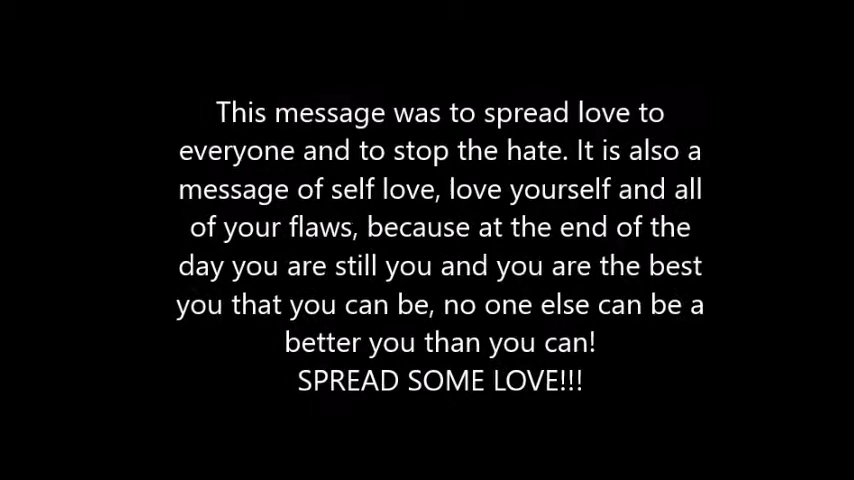 This message was to spread love to
everyone and to stop the hate. It is also a
message of self love, love yourself and all
of your flaws, because at the end of the
day you are still you and you are the best
you that you can be, no one else can be a
better you than you can!
SPREAD SOME LOVE!!!